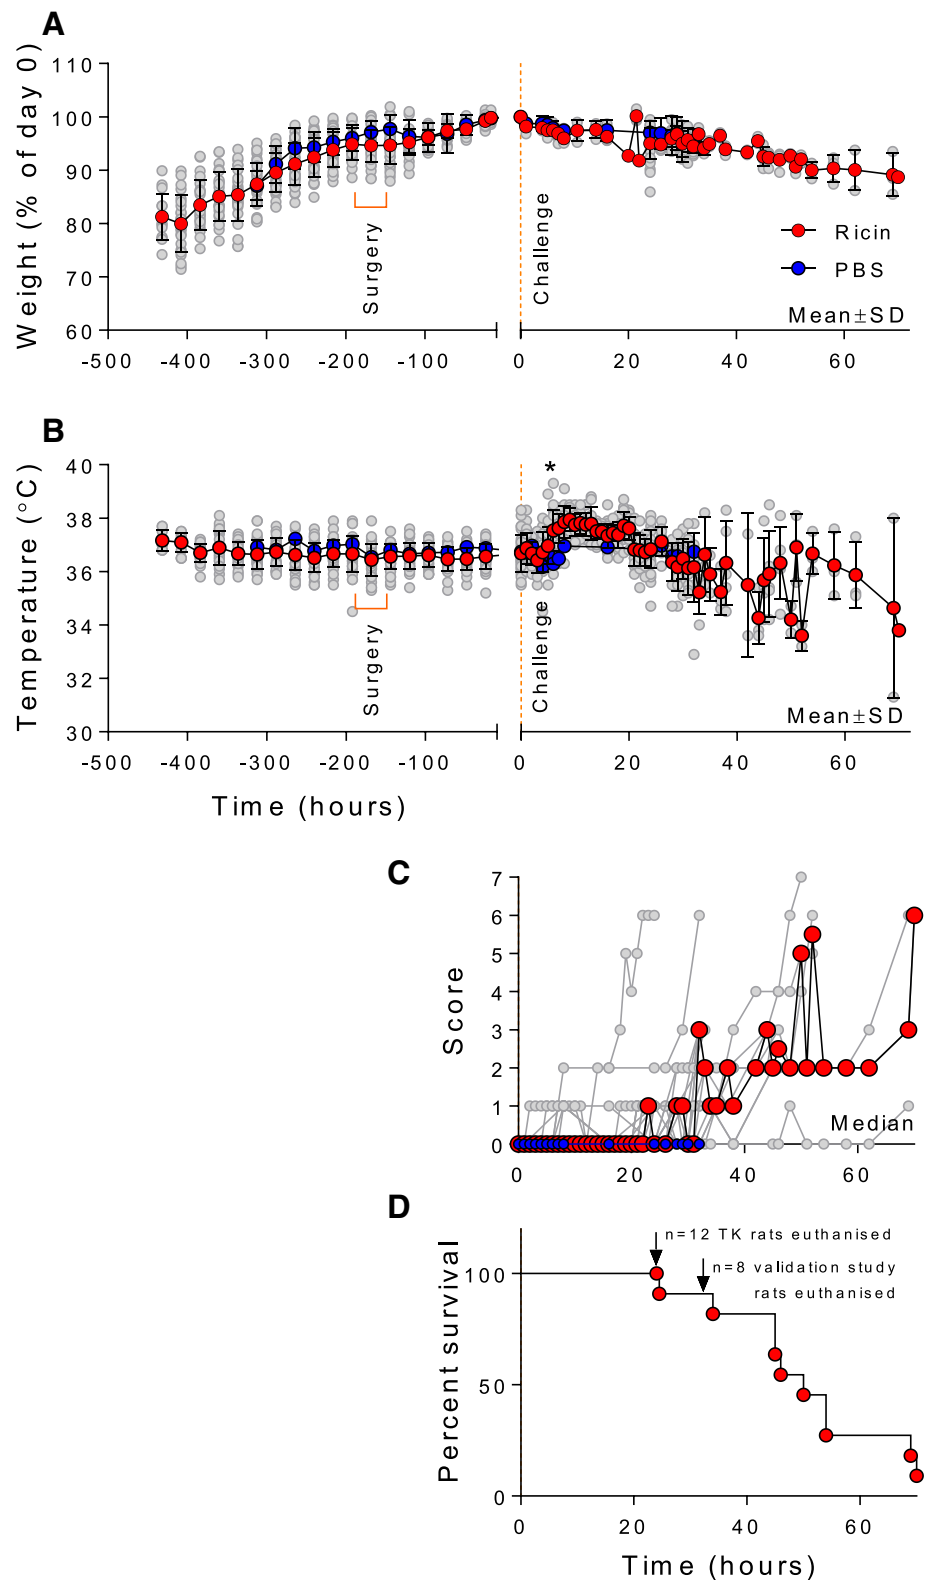 A
Weight (% of day 0)
110
100
90
80
70
60
-500 -400 -300 -200 -100 0 20 40 60
Surgery
Challenge
Ricin
PBS
Mean±SD
B
Temperature (°C)
40
38
36
34
32
30
*
-500 -400 -300 -200 -100 0 20 40 60
Surgery
Challenge
Mean±SD
Time (hours)
C
Score
7
6
5
4
3
2
1
0
Median
0 20 40 60
D
Percent survival
100
50
0
n=12 TK rats euthanised
n=8 validation study
rats euthanised
0 20 40 60
Time (hours)